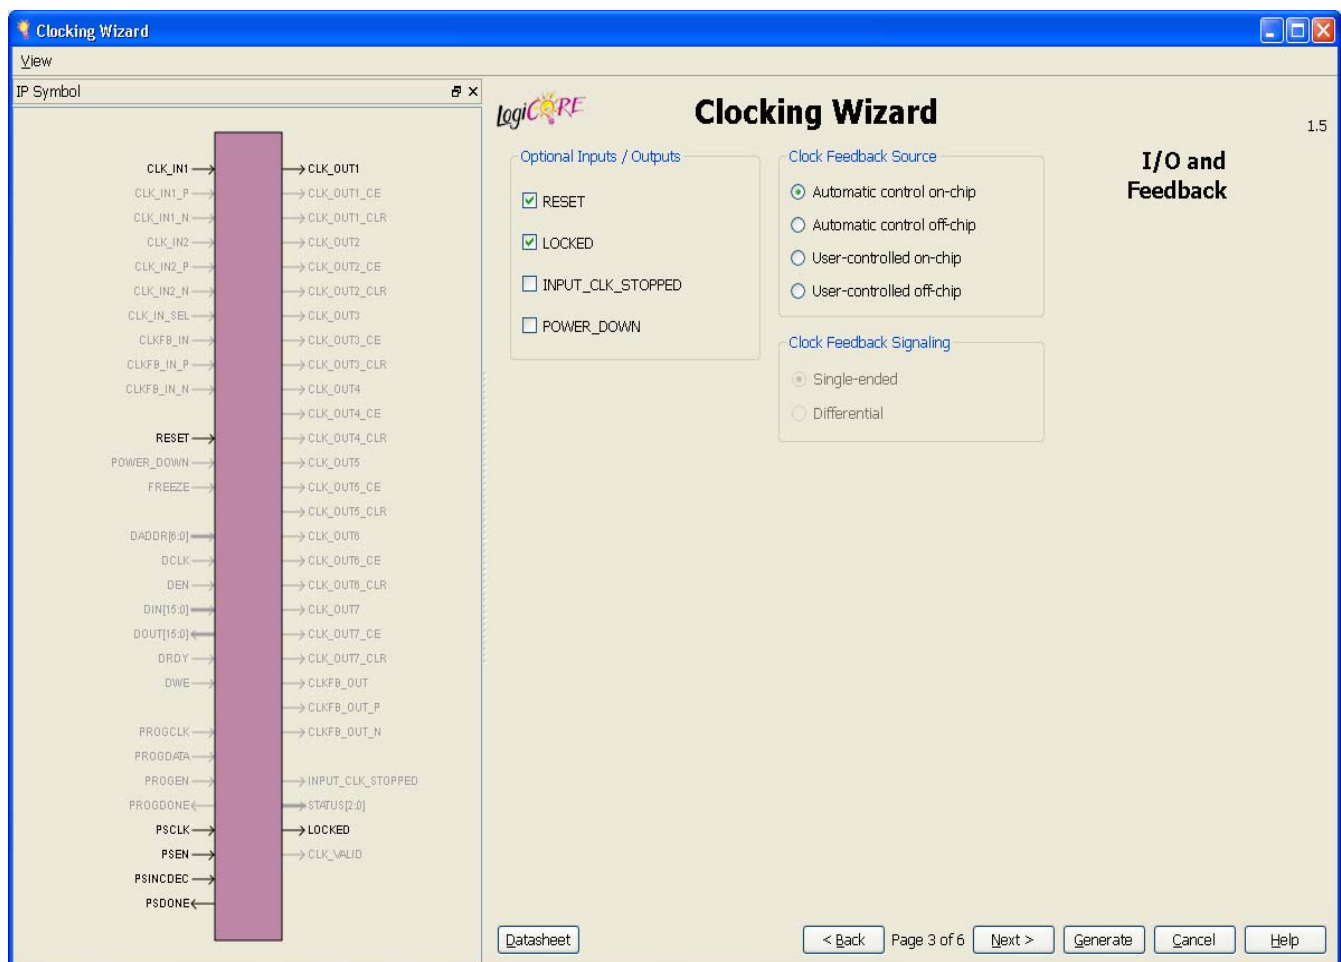 Clocking Wizard
View
IP Symbol
CLK_IN1
CLK_IN1_P
CLK_IN1_N
CLK_IN2
CLK_IN2_P
CLK_IN2_N
CLK_IN_SEL
CLKFB_IN
CLKFB_IN_P
CLKFB_IN_N
RESET
POWER_DOWN
FREEZE
DADDR[6:0]
DCLK
DEN
DIN[15:0]
DOUT[15:0]
DRDY
DWE
PROGCLK
PROGDATA
PROGEN
PROGDONE
PSCLK
PSEN
PSINCDEC
PSDONE
CLK_OUT1
CLK_OUT1_CE
CLK_OUT1_CLR
CLK_OUT2
CLK_OUT2_CE
CLK_OUT2_CLR
CLK_OUT3
CLK_OUT3_CE
CLK_OUT3_CLR
CLK_OUT4
CLK_OUT4_CE
CLK_OUT4_CLR
CLK_OUT5
CLK_OUT5_CE
CLK_OUT5_CLR
CLK_OUT6
CLK_OUT6_CE
CLK_OUT6_CLR
CLK_OUT7
CLK_OUT7_CE
CLK_OUT7_CLR
CLKFB_OUT
CLKFB_OUT_P
CLKFB_OUT_N
INPUT_CLK_STOPPED
STATUS[2:0]
LOCKED
CLK_VALID
LogiCORE
Clocking Wizard
1.5
I/O and
Feedback
Optional Inputs / Outputs
RESET
LOCKED
INPUT_CLK_STOPPED
POWER_DOWN
Clock Feedback Source
Automatic control on-chip
Automatic control off-chip
User-controlled on-chip
User-controlled off-chip
Clock Feedback Signaling
Single-ended
Differential
Datasheet
< Back Page 3 of 6 Next > Generate Cancel Help